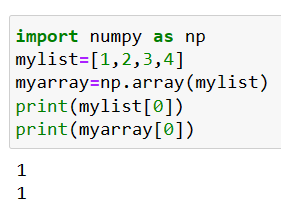 import numpy as np
mylist=[1,2,3,4]
myarray=np.array(mylist)
print(mylist[0])
print(myarray[0])
1
1